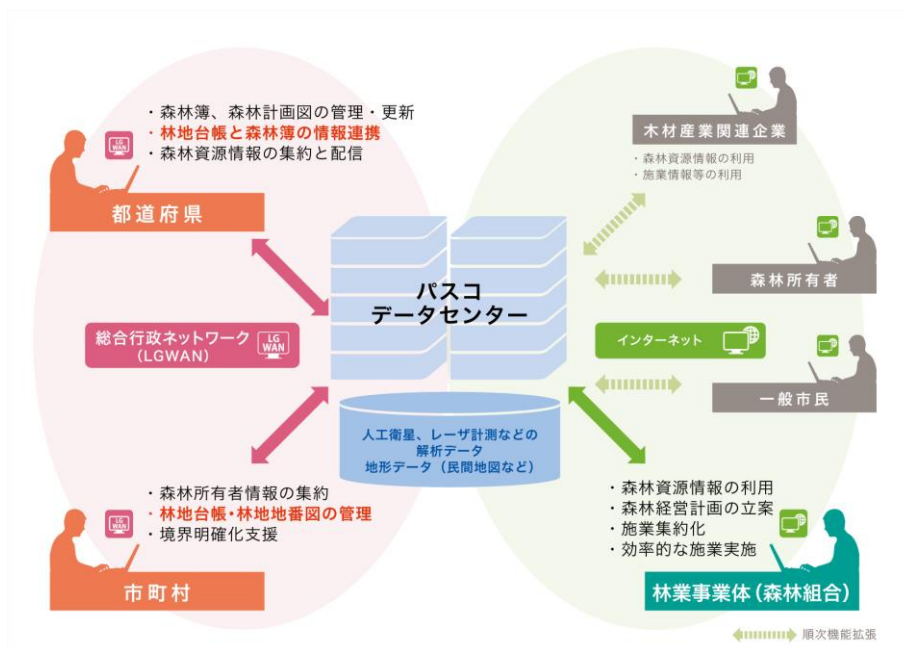 ・森林簿、森林計画図の管理・更新
・林地台帳と森林簿の情報連携
・森林資源情報の集約と配信
LG
WAN
都道府県
木材産業関連企業
・森林資源情報の利用
・施業情報等の利用
パスコ
データセンター
森林所有者
総合行政ネットワーク
(LGWAN)
LG
WAN
インターネット
一般市民
人工衛星、レーザ計測などの
解析データ
地形データ（民間地図など）
・森林所有者情報の集約
・林地台帳・林地地番図の管理
・境界明確化支援
LG
WAN
市町村
・森林資源情報の利用
・森林経営計画の立案
・施業集約化
・効率的な施業実施
林業事業体（森林組合）
順次機能拡張